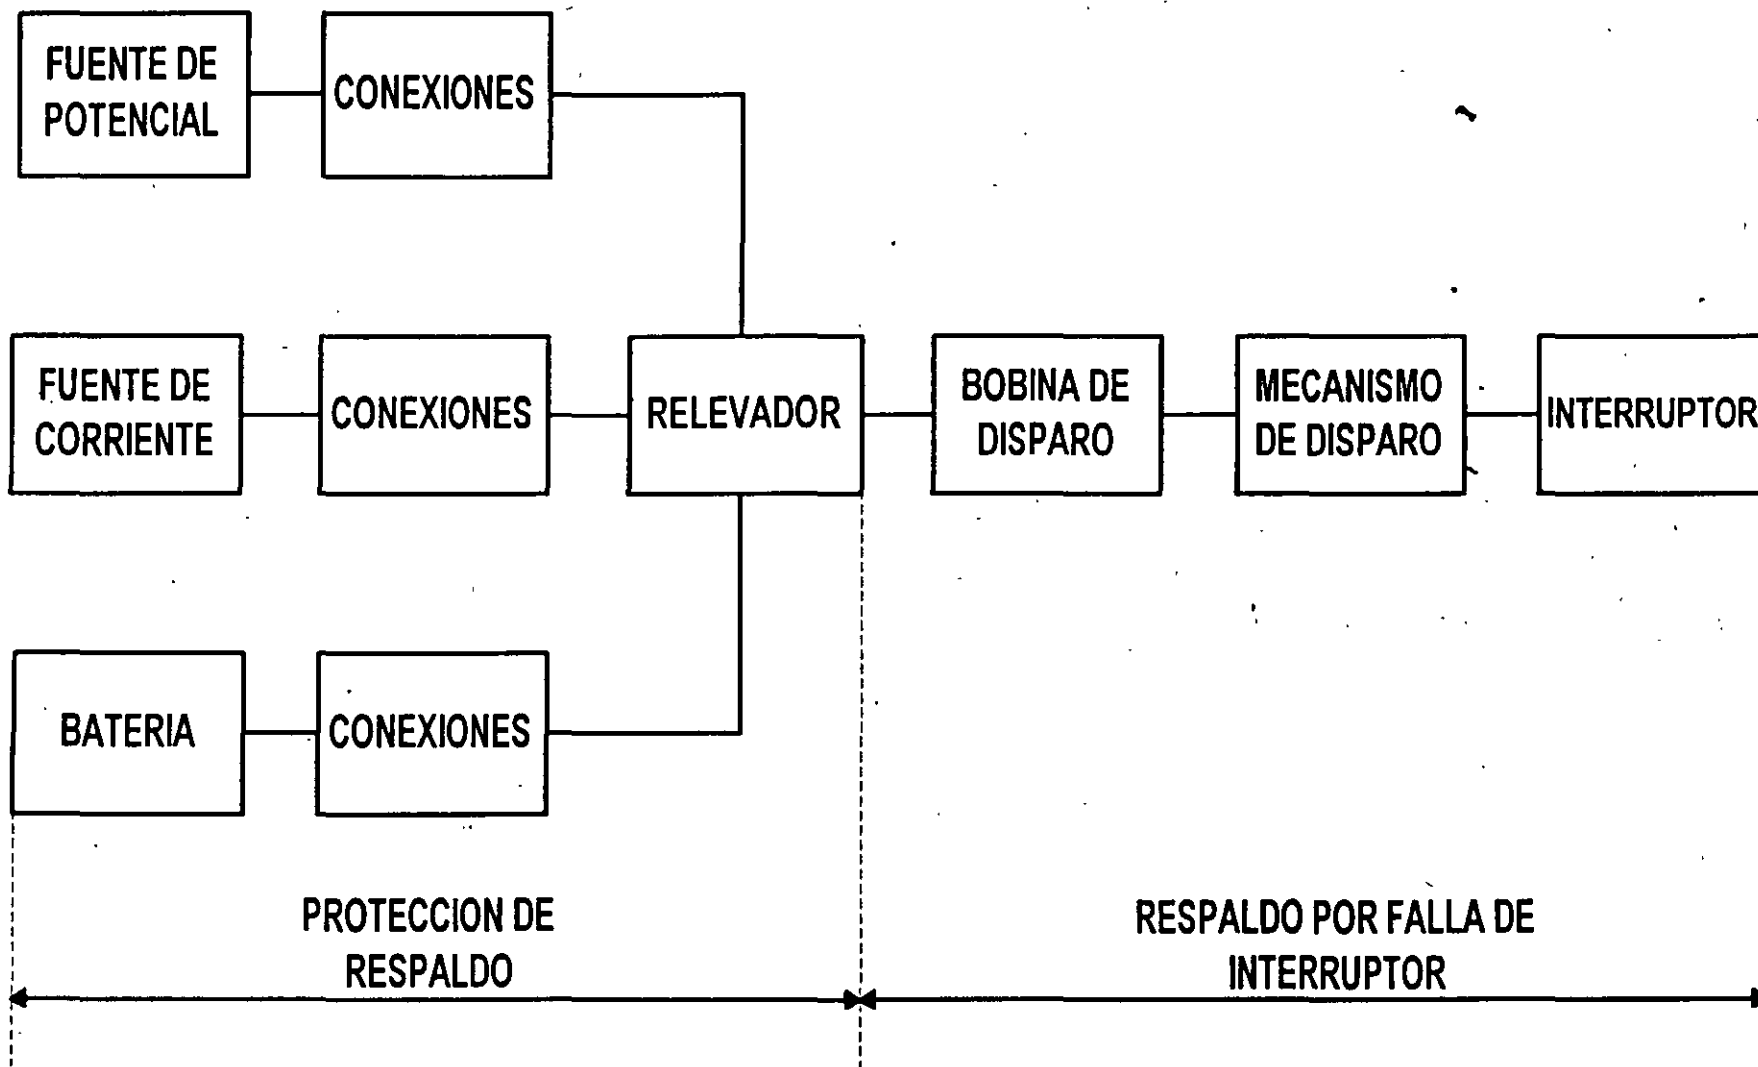 FUENTE DE
POTENCIAL
CONEXIONES
FUENTE DE
CORRIENTE
CONEXIONES
RELEVADOR
BOBINA DE
DISPARO
MECANISMO
DE DISPARO
INTERRUPTOR
BATERIA
CONEXIONES
PROTECCION DE
RESPALDO
RESPALDO POR FALLA DE
INTERRUPTOR